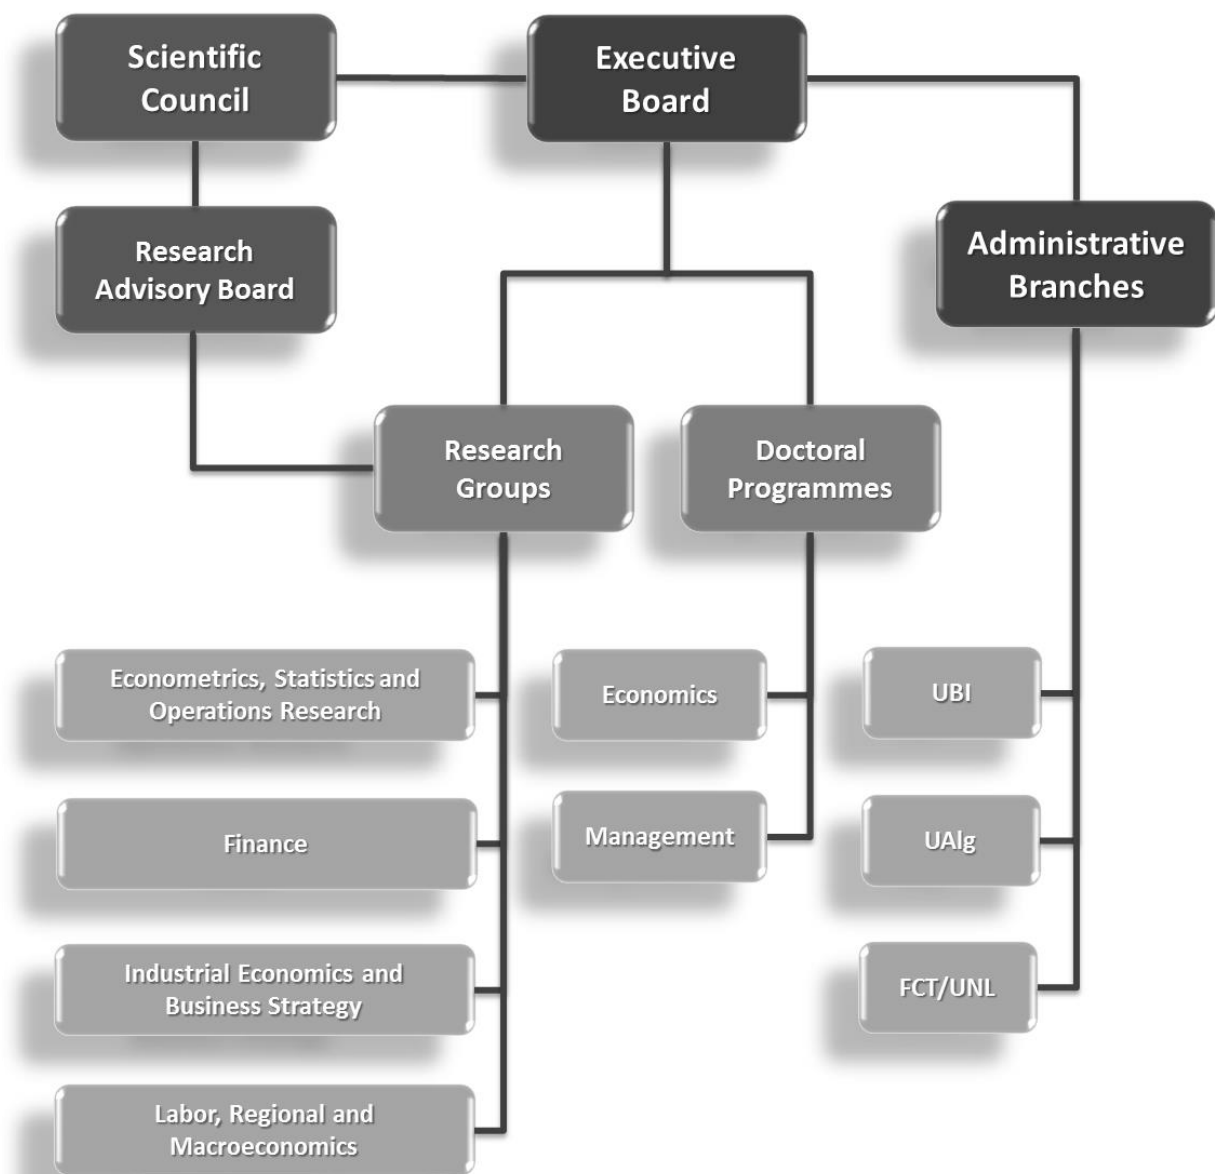 Scientific
Council
Executive
Board
Research
Advisory Board
Administrative
Branches
Research
Groups
Doctoral
Programmes
Econometrics, Statistics and
Operations Research
Economics
UBI
Finance
Management
UAlg
Industrial Economics and
Business Strategy
FCT/UNL
Labor, Regional and
Macroeconomics